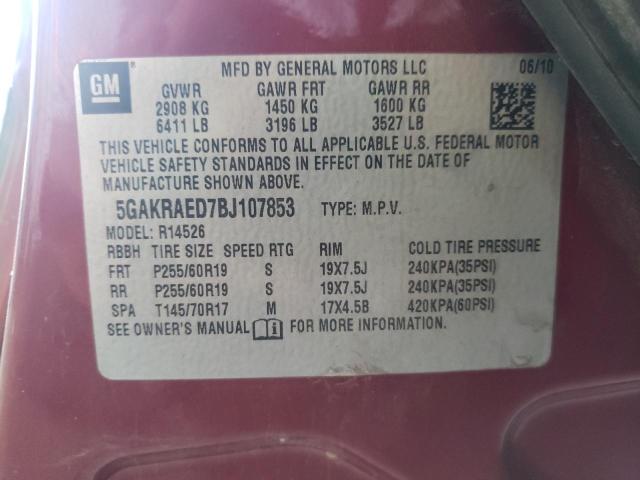 GM
MFD BY GENERAL MOTORS LLC 06/10
GVWR GAWR FRT GAWR RR
2908 KG 1450 KG 1600 KG
6411 LB 3196 LB 3527 LB
THIS VEHICLE CONFORMS TO ALL APPLICABLE U.S. FEDERAL MOTOR
VEHICLE SAFETY STANDARDS IN EFFECT ON THE DATE OF
MANUFACTURE SHOWN ABOVE.
5GAKRAED7BJ107853 TYPE: M.P.V.
MODEL: R14526
RBBH TIRE SIZE SPEED RTG RIM COLD TIRE PRESSURE
FRT P255/60R19 S 19X7.5J 240KPA(35PSI)
RR P255/60R19 S 19X7.5J 240KPA(35PSI)
SPA T145/70R17 M 17X4.5B 420KPA(60PSI)
SEE OWNER'S MANUAL FOR MORE INFORMATION.